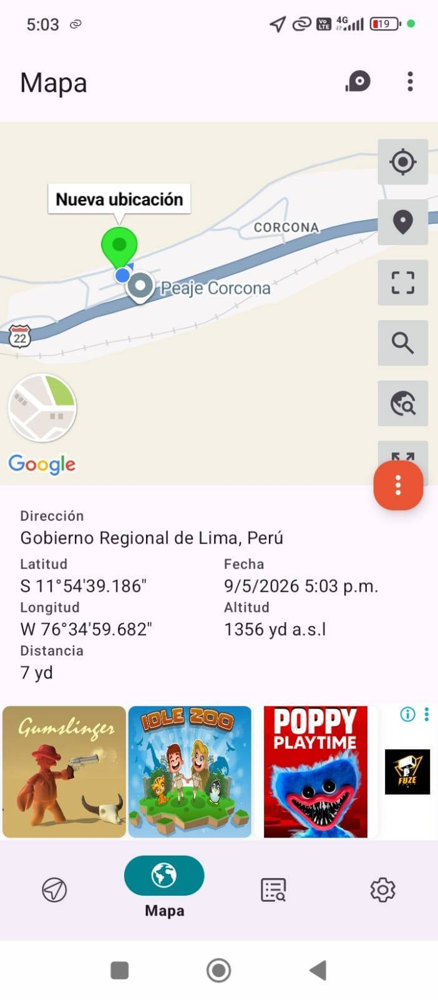 5:03
Vo LTE 4G 19
Mapa
Nueva ubicación
CORCONA
Peaje Corcona
22
Google
Dirección
Gobierno Regional de Lima, Perú
Latitud
S 11°54'39.186"
Fecha
9/5/2026 5:03 p.m.
Longitud
W 76°34'59.682"
Altitud
1356 yd a.s.l
Distancia
7 yd
Gumslinger
IDLE ZOO
POPPY
PLAYTIME
FUZE
Mapa